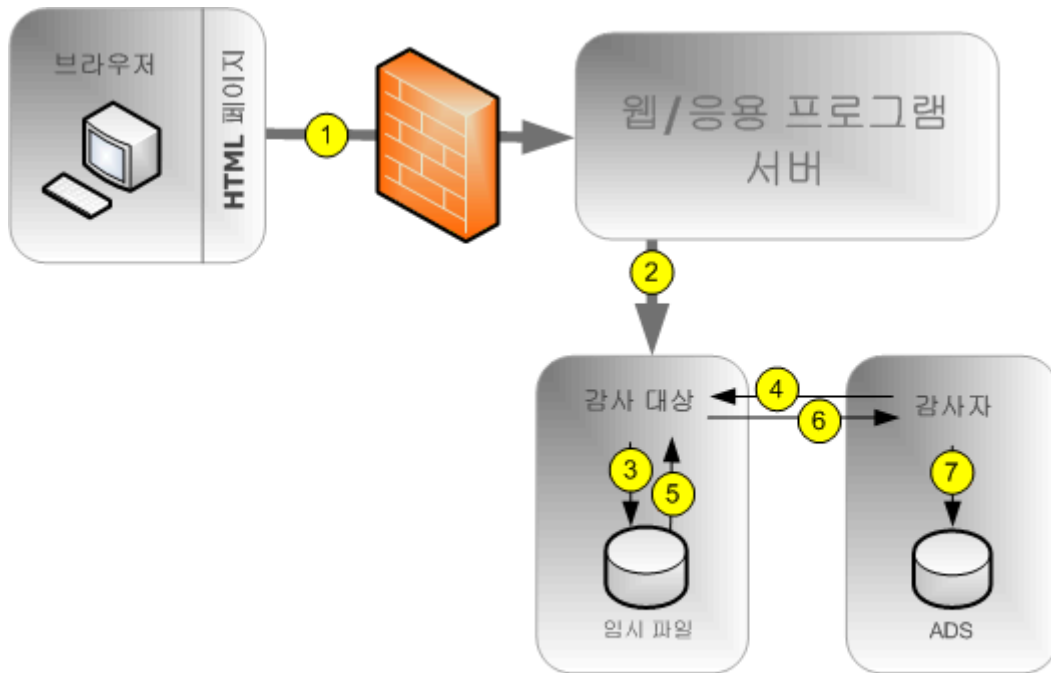 브라우저
HTML 페이지
1
웹/응용 프로그램
서버
2
감사 대상
4
6
감사자
3
5
7
임시 파일
ADS